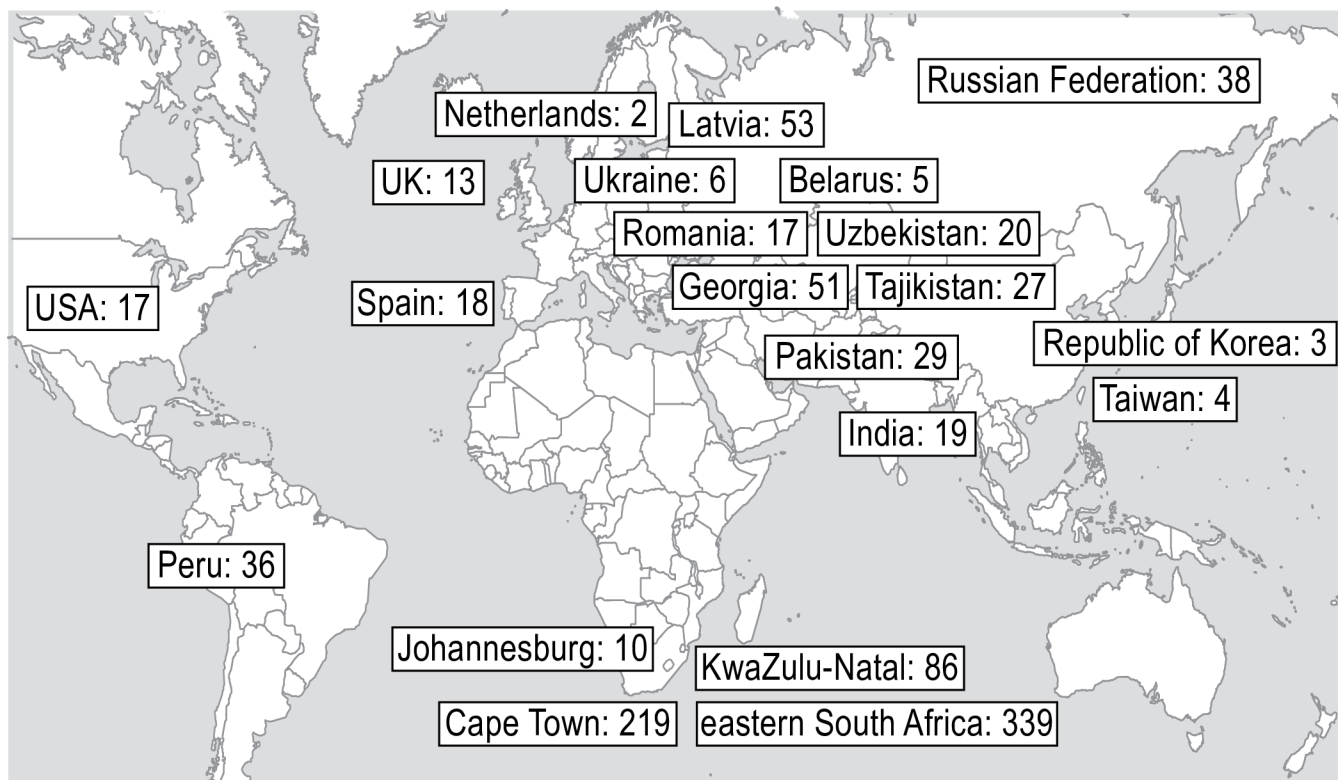 Russian Federation: 38
Netherlands: 2
Latvia: 53
UK: 13
Ukraine: 6
Belarus: 5
Romania: 17
Uzbekistan: 20
USA: 17
Spain: 18
Georgia: 51
Tajikistan: 27
Pakistan: 29
Republic of Korea: 3
Taiwan: 4
India: 19
Peru: 36
Johannesburg: 10
KwaZulu-Natal: 86
Cape Town: 219
eastern South Africa: 339